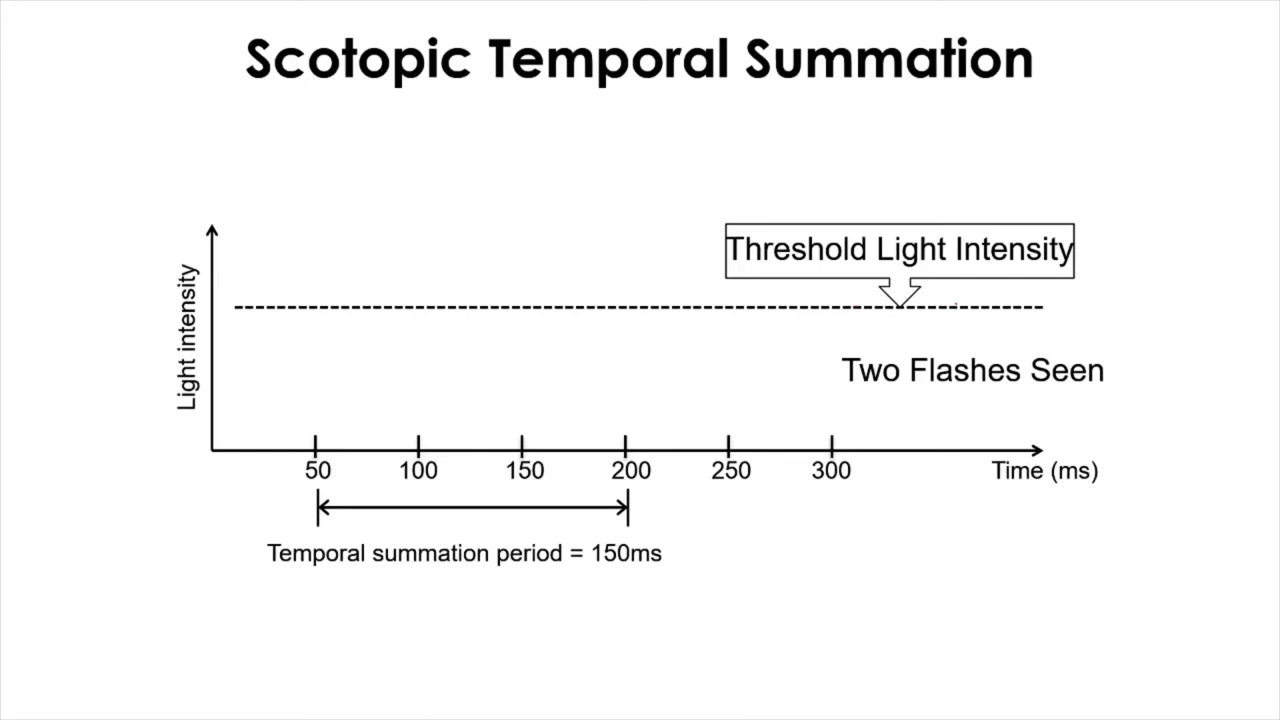 Scotopic Temporal Summation
Threshold Light Intensity
Light intensity
Two Flashes Seen
50 100 150 200 250 300 Time (ms)
Temporal summation period = 150ms